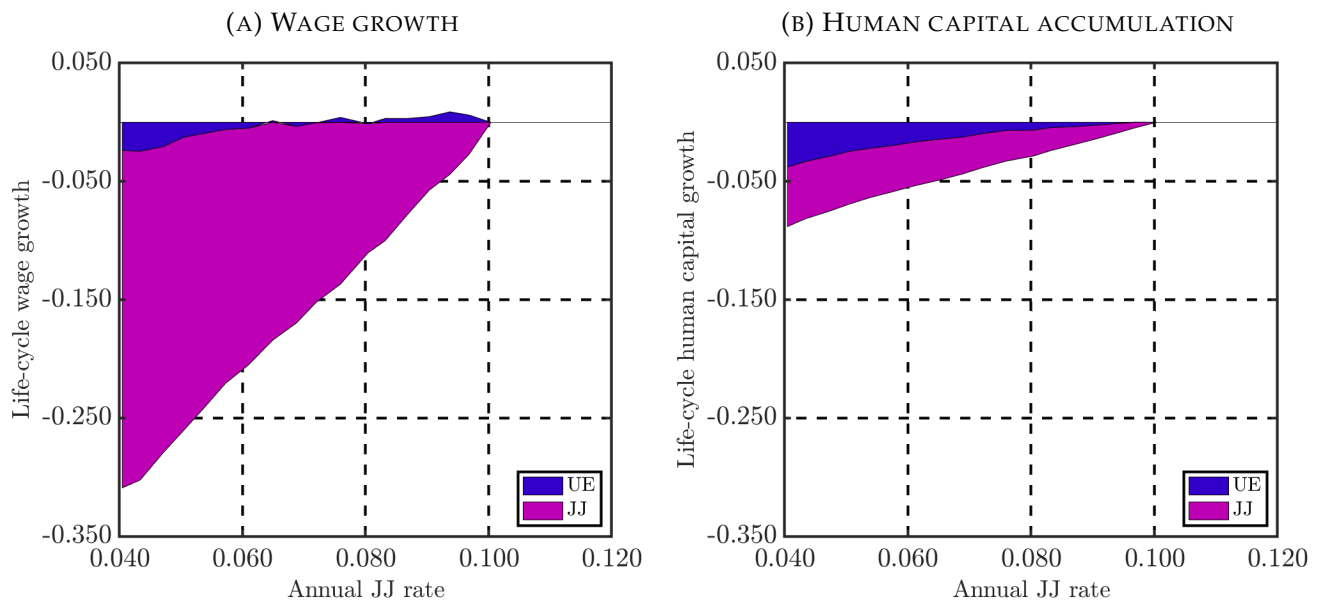 (A) WAGE GROWTH
0.050
-0.050
-0.150
-0.250
-0.350
0.040 0.060 0.080 0.100 0.120
Life-cycle wage growth
Annual JJ rate
UE
JJ
(B) HUMAN CAPITAL ACCUMULATION
0.050
-0.050
-0.150
-0.250
-0.350
0.040 0.060 0.080 0.100 0.120
Life-cycle human capital growth
Annual JJ rate
UE
JJ